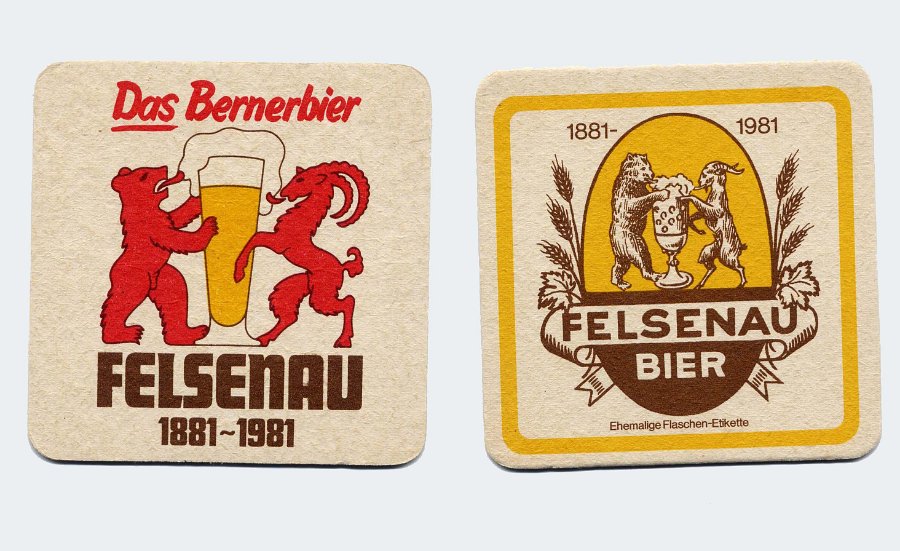 Das Bernerbier
FELSENAU
1881~1981
1881- 1981
FELSENAU
BIER
Ehemalige Flaschen-Etikette